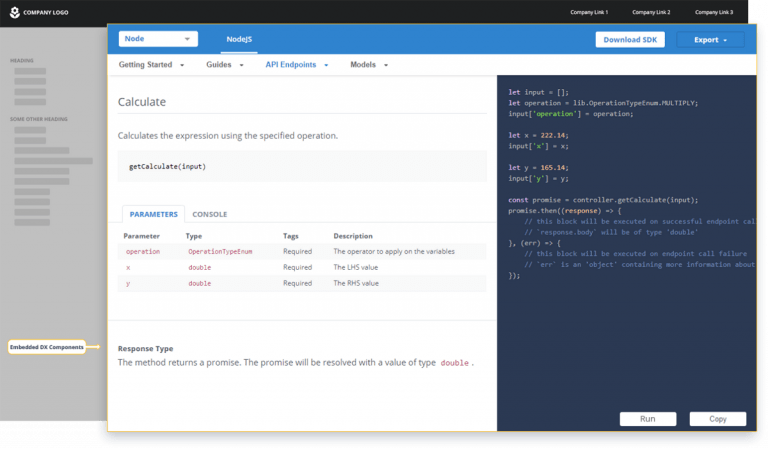 COMPANY LOGO
Company Link 1 Company Link 2 Company Link 3
Node NodeJS Download SDK Export
Getting Started Guides API Endpoints Models
HEADING
SOME OTHER HEADING
Embedded DX Components
Calculate
Calculates the expression using the specified operation.
getCalculate(input)
PARAMETERS CONSOLE
Parameter Type Tags Description
operation OperationTypeEnum Required The operator to apply on the variables
x double Required The LHS value
y double Required The RHS value
Response Type
The method returns a promise. The promise will be resolved with a value of type double .
let input = [];
let operation = lib.OperationTypeEnum.MULTIPLY;
input['operation'] = operation;
let x = 222.14;
input['x'] = x;
let y = 165.14;
input['y'] = y;
const promise = controller.getCalculate(input);
promise.then((response) => {
// this block will be executed on successful endpoint cal
// `response.body` will be of type 'double'
}, (err) => {
// this block will be executed on endpoint call failure
// `err` is an 'object' containing more information about
});
Run Copy